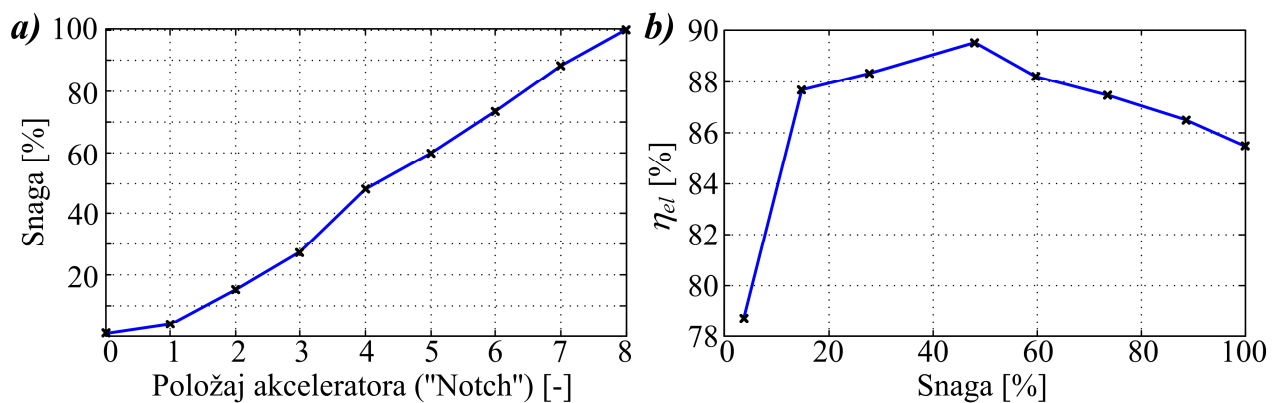 a)
Snaga [%]
100
80
60
40
20
0 1 2 3 4 5 6 7 8
Položaj akceleratora ("Notch") [-]
b)
ηel [%]
90
88
86
84
82
80
78
0 20 40 60 80 100
Snaga [%]